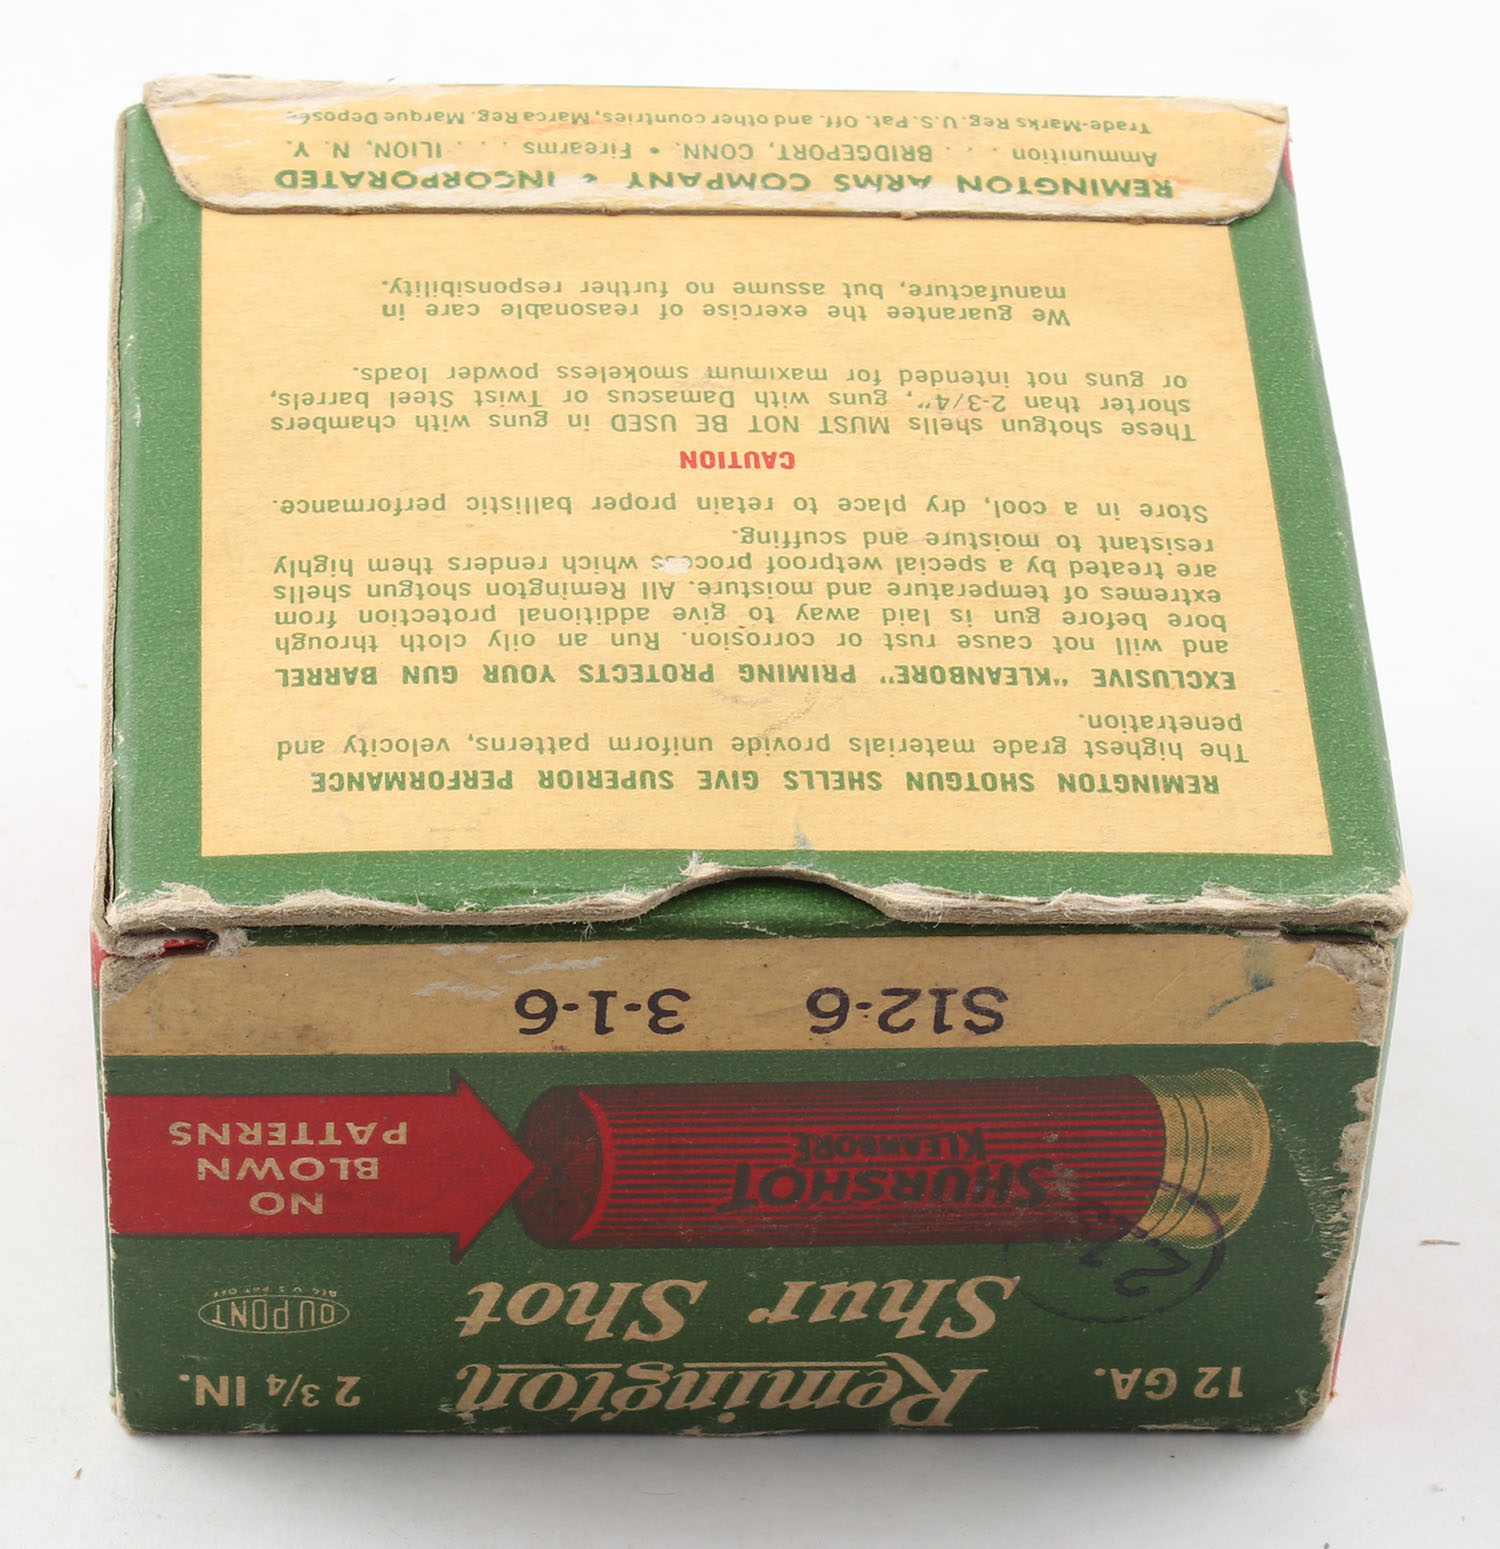 12 GA. Remington 2 3/4 IN.
Shur Shot
DU PONT
REG U S PAT OFF
SHURSHOT
KLEANBORE
NO
BLOWN
PATTERNS
S12-6 3-1-6
REMINGTON SHOTGUN SHELLS GIVE SUPERIOR PERFORMANCE
The highest grade materials provide uniform patterns, velocity and
penetration.
EXCLUSIVE "KLEANBORE" PRIMING PROTECTS YOUR GUN BARREL
and will not cause rust or corrosion. Run an oily cloth through
bore before gun is laid away to give additional protection from
extremes of temperature and moisture. All Remington shotgun shells
are treated by a special wetproof process which renders them highly
resistant to moisture and scuffing.
Store in a cool, dry place to retain proper ballistic performance.
CAUTION
These shotgun shells MUST NOT BE USED in guns with chambers
shorter than 2-3/4", guns with Damascus or Twist Steel barrels,
or guns not intended for maximum smokeless powder loads.
We guarantee the exercise of reasonable care in
manufacture, but assume no further responsibility.
REMINGTON ARMS COMPANY • INCORPORATED
Ammunition . . . BRIDGEPORT, CONN. • Firearms . . . ILION, N. Y.
Trade-Marks Reg. U.S. Pat. Off. and other countries, Marca Reg. Marque Deposée